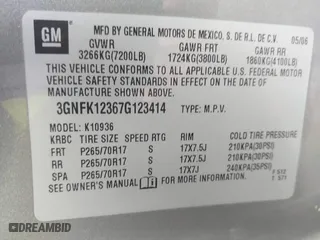 GM
MFD BY GENERAL MOTORS DE MEXICO, S. DE R.L. DE C.V. 05/06
GVWR GAWR FRT GAWR RR
3266KG(7200LB) 1724KG(3800LB) 1860KG(4100LB)
THIS VEHICLE CONFORMS TO ALL APPLICABLE U.S. FEDERAL
MOTOR VEHICLE SAFETY STANDARDS IN EFFECT ON THE DATE OF
MANUFACTURE SHOWN ABOVE.
3GNFK12367G123414 TYPE: M.P.V.
MODEL: K10936
KRBC TIRE SIZE SPEED RTG RIM COLD TIRE PRESSURE
FRT P265/70R17 S 17X7.5J 210KPA(30PSI)
RR P265/70R17 S 17X7.5J 210KPA(30PSI)
SPA P265/70R17 S 17X7J 240KPA(35PSI)
SEE OWNER'S MANUAL FOR ADDITIONAL INFORMATION
DREAMBID